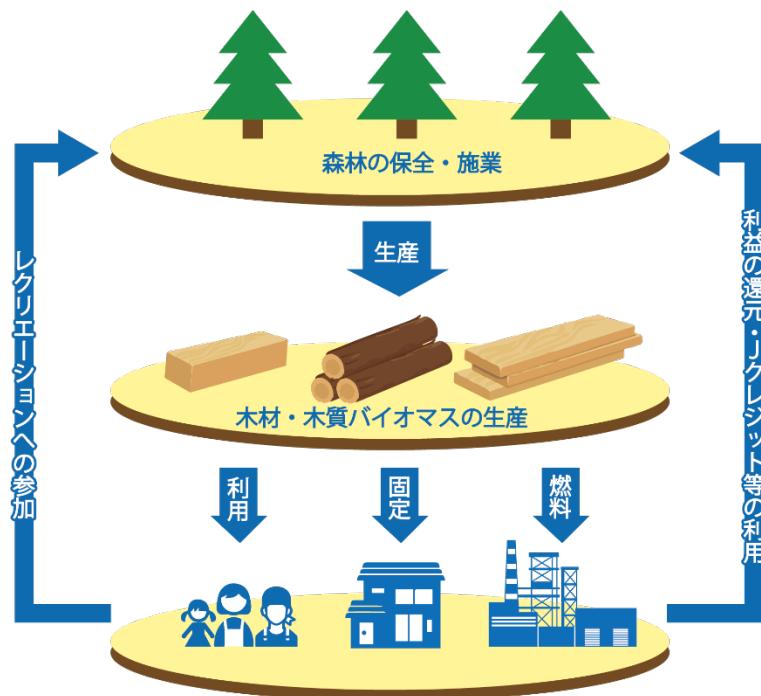 森林の保全・施業
生産
木材・木質バイオマスの生産
利用
固定
燃料
レクリエーションへの参加
利益の還元・Jクレジット等の利用